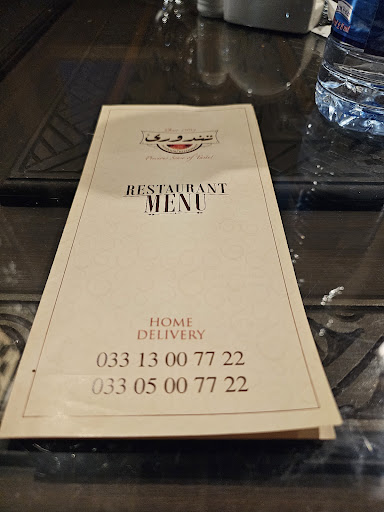 تندوری
RESTAURANT
MENU
HOME
DELIVERY
033 13 00 77 22
033 05 00 77 22